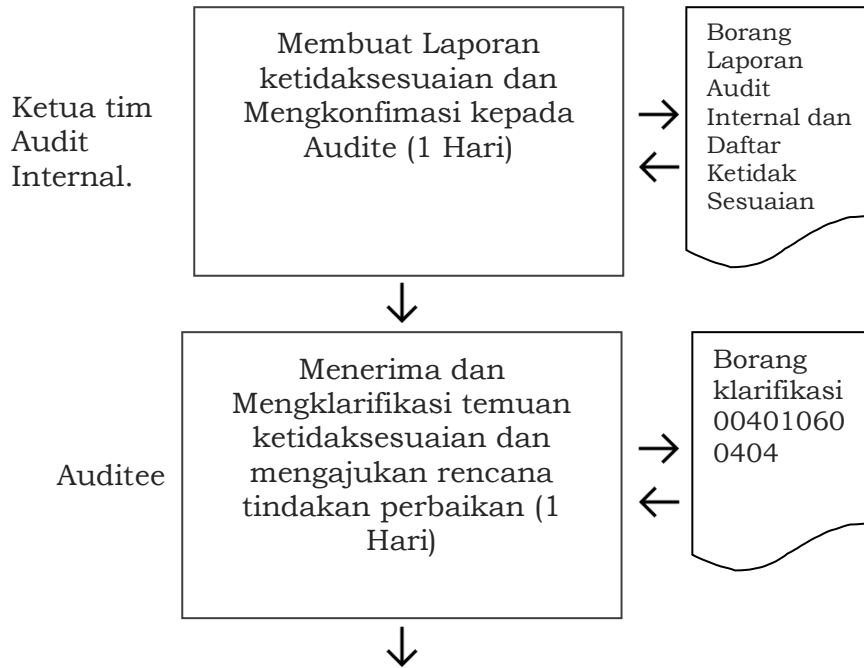 Ketua tim
Audit
Internal.
Membuat Laporan
ketidaksesuaian dan
Mengkonfimasi kepada
Audite (1 Hari)
Borang
Laporan
Audit
Internal dan
Daftar
Ketidak
Sesuaian
Auditee
Menerima dan
Mengklarifikasi temuan
ketidaksesuaian dan
mengajukan rencana
tindakan perbaikan (1
Hari)
Borang
klarifikasi
00401060
0404